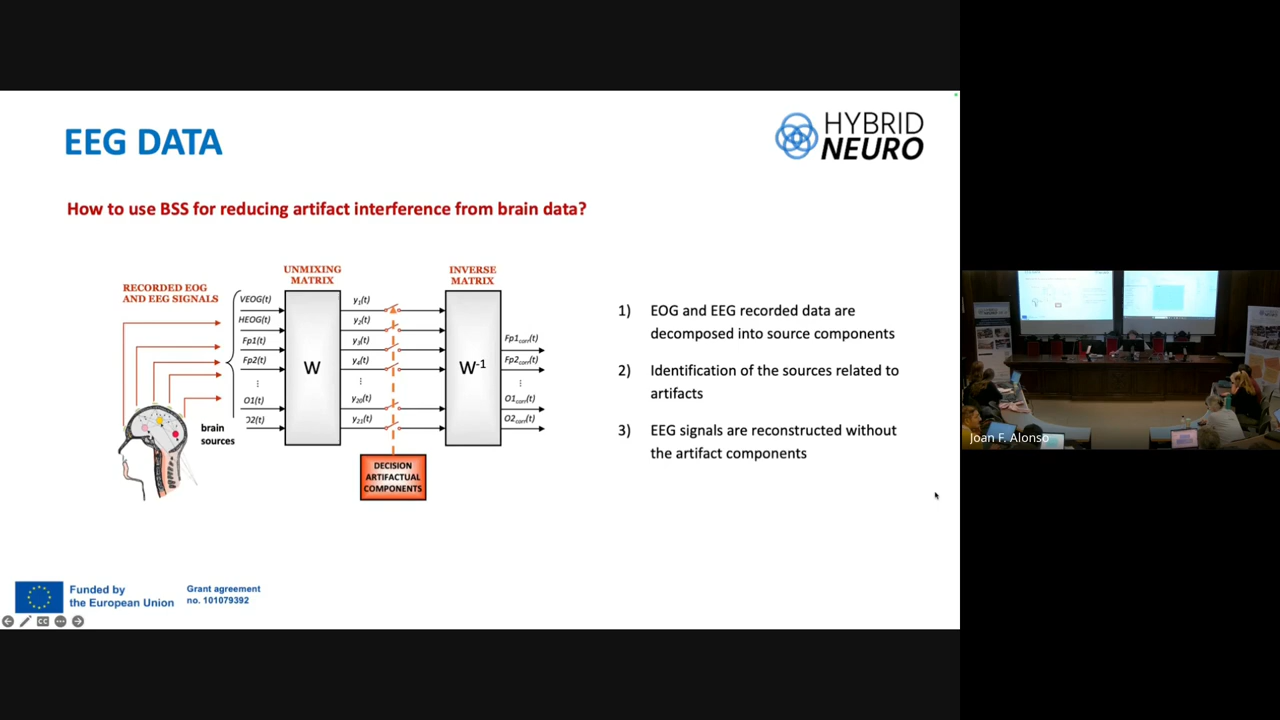 EEG DATA
HYBRID
NEURO
How to use BSS for reducing artifact interference from brain data?
RECORDED EOG
AND EEG SIGNALS
UNMIXING
MATRIX
INVERSE
MATRIX
VEOG(t)
HEOG(t)
Fp1(t)
Fp2(t)
⋮
O1(t)
O2(t)
brain
sources
W
y1(t)
y2(t)
y3(t)
y4(t)
⋮
y20(t)
y21(t)
W-1
Fp1corr(t)
Fp2corr(t)
⋮
O1corr(t)
O2corr(t)
DECISION
ARTIFACTUAL
COMPONENTS
1) EOG and EEG recorded data are
decomposed into source components
2) Identification of the sources related to
artifacts
3) EEG signals are reconstructed without
the artifact components
Funded by
the European Union
Grant agreement
no. 101079392
CC
Joan F. Alonso